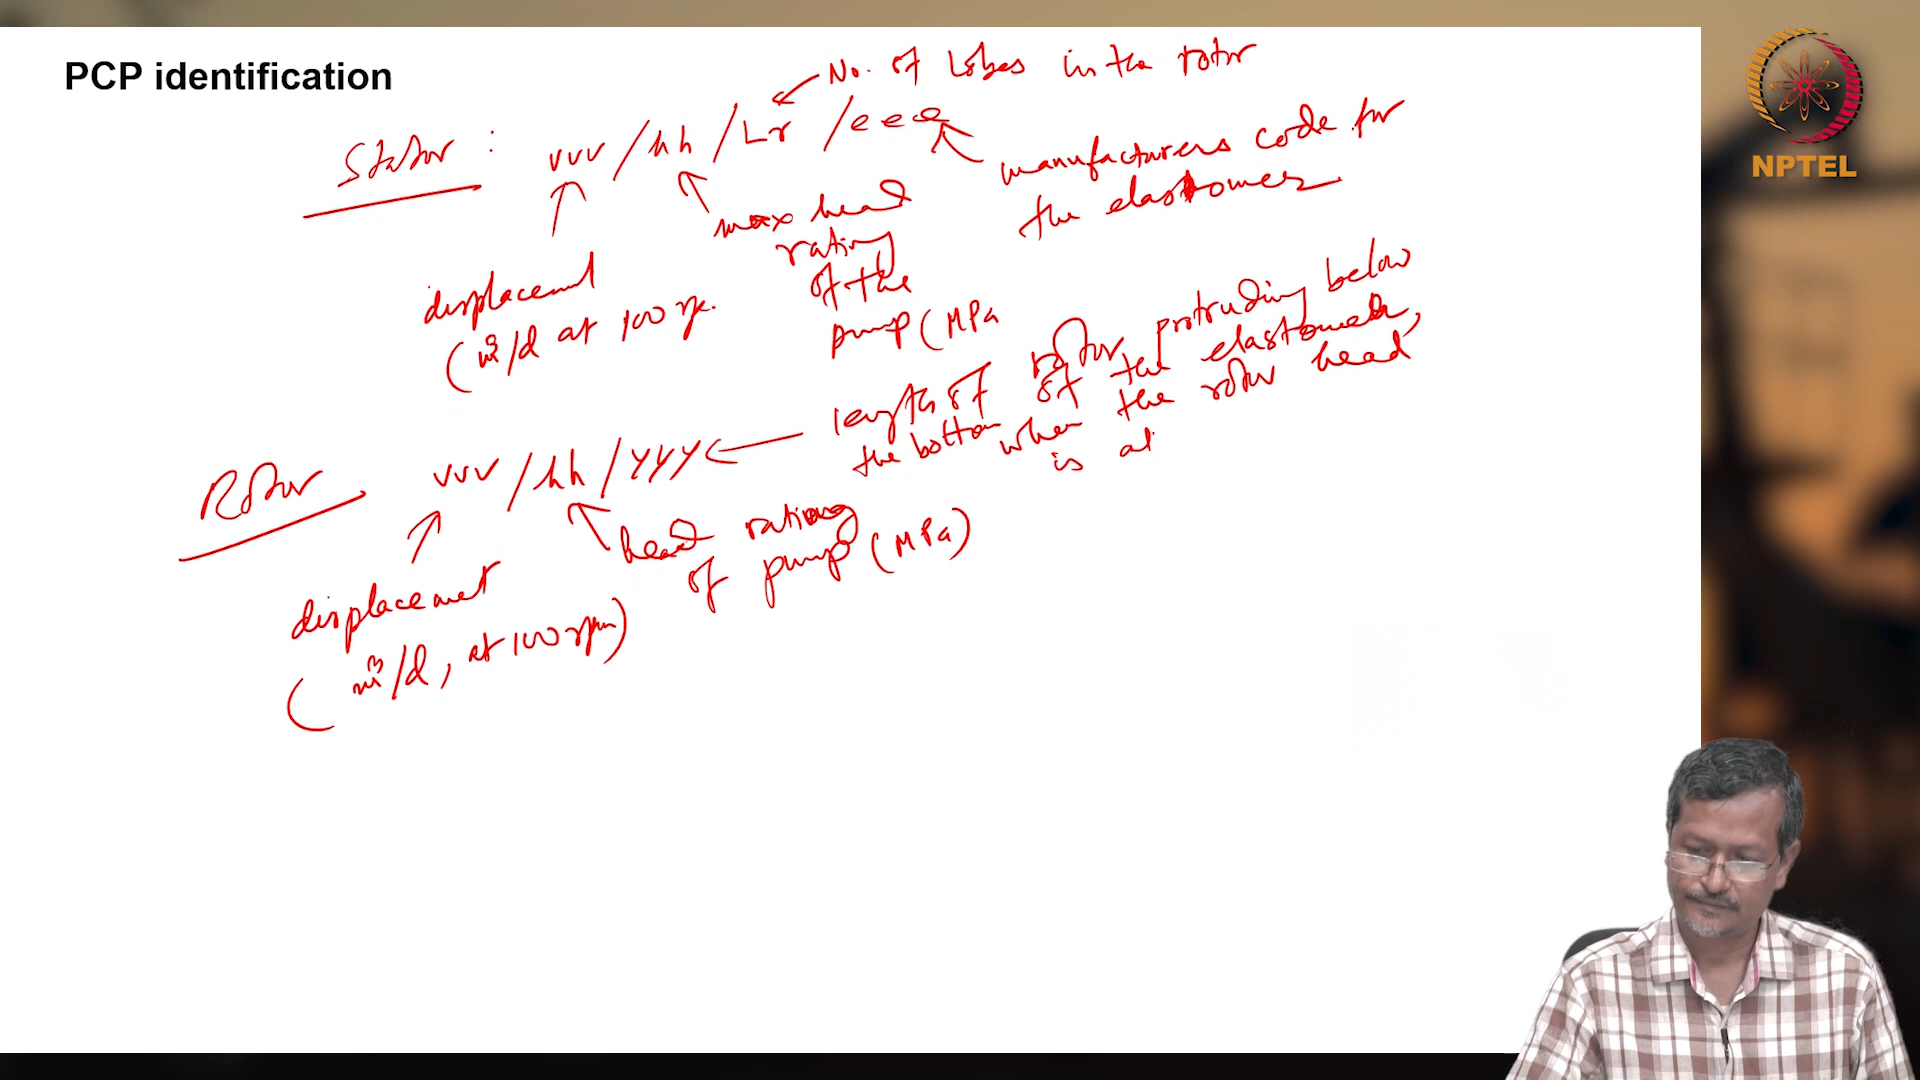 PCP identification
NPTEL
No. of Lobes in the rotor
Stator : vvv / hh / Lr / eee
manufacturers code for
the elastomer
max head
rating
of the
pump (MPa
displacement
(m³/d at 100 rp.
length of rotor protruding below
the bottom of the elastomer,
when the rotor head
is at
Rotor vvv / hh / yyy
head rating
of pump (MPa)
displacement
( m³/d, at 100 rpm)